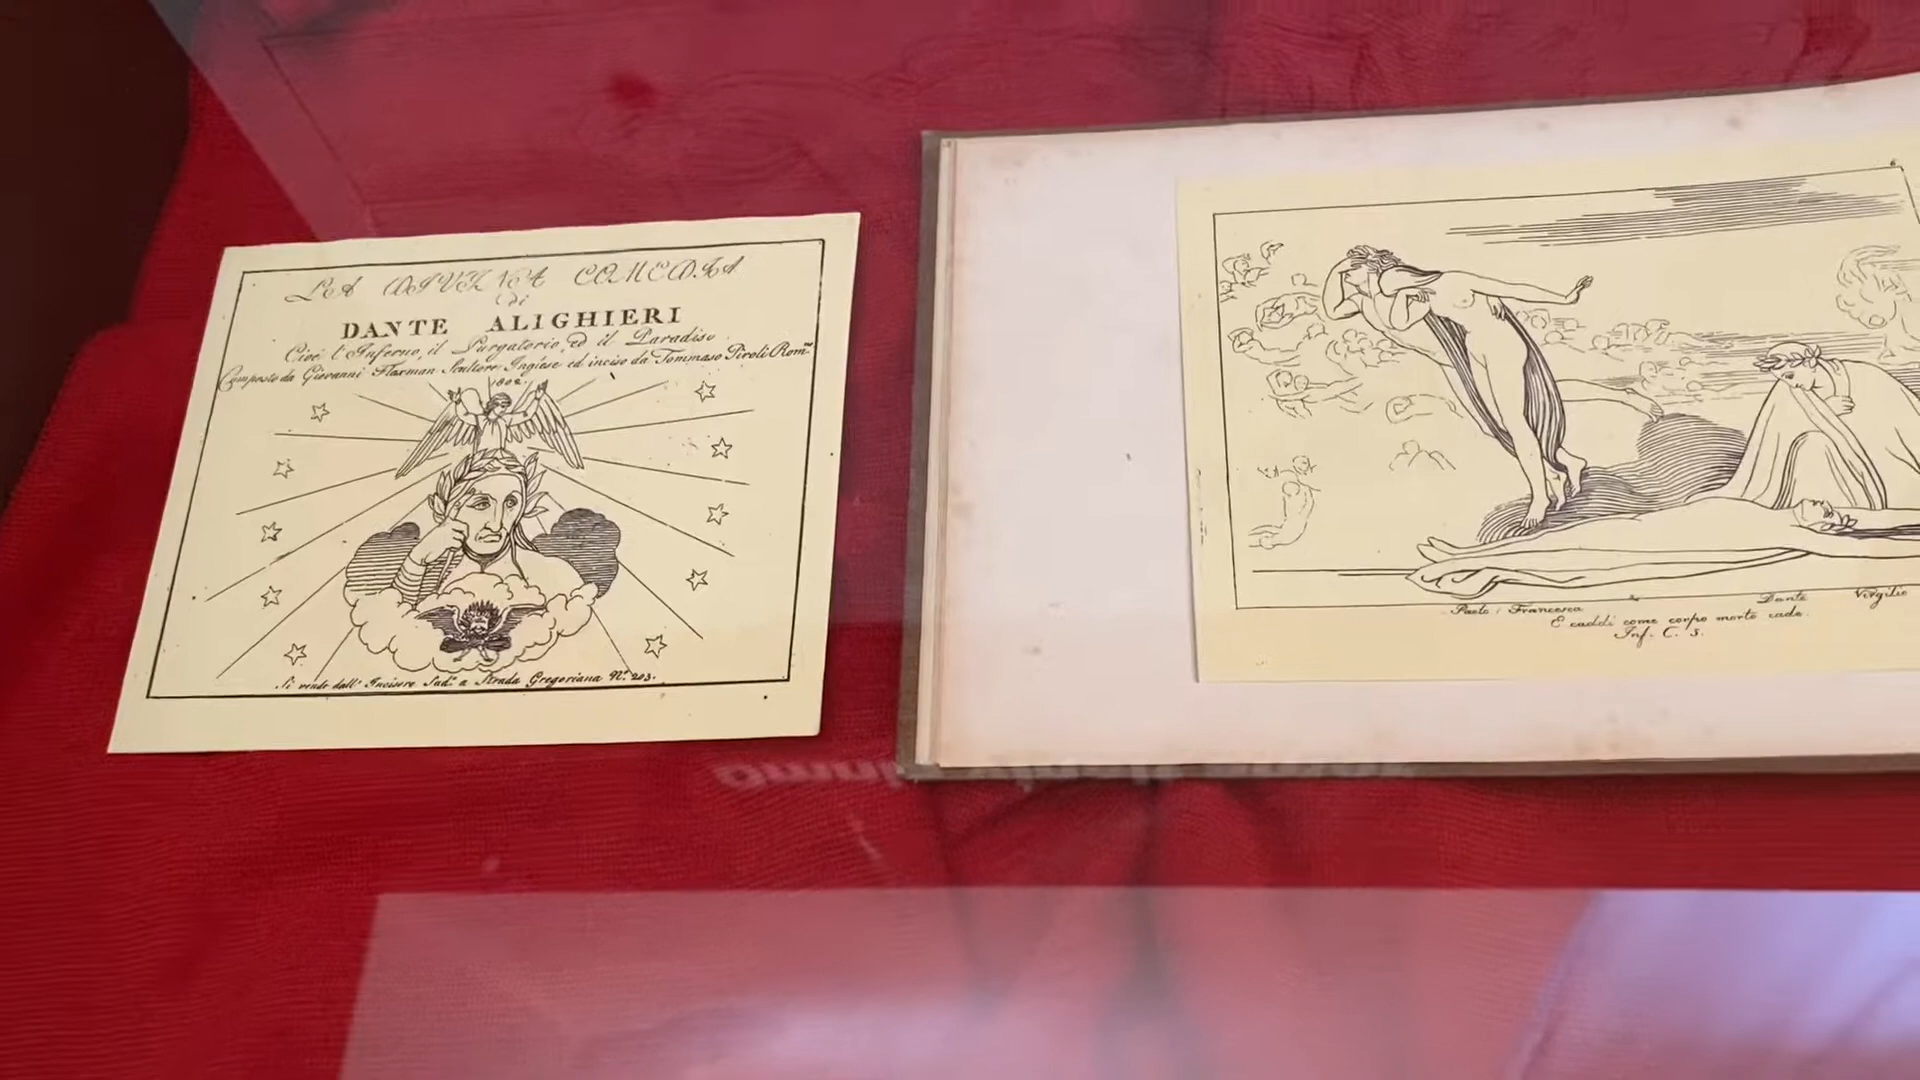 LA DIVINA COMEDIA
di
DANTE ALIGHIERI
Cioè l'Inferno, il Purgatorio, ed il Paradiso
Composto da Giovanni Flaxman Scultore Inglese ed inciso da Tommaso Piroli Romno
1802.
Si vende dall' Incisore Sudo a Strada Gregoriana No. 203.
6
Paolo i Francesca Dante Virgilio
E caddi come corpo morto cade.
Inf. C. 5.